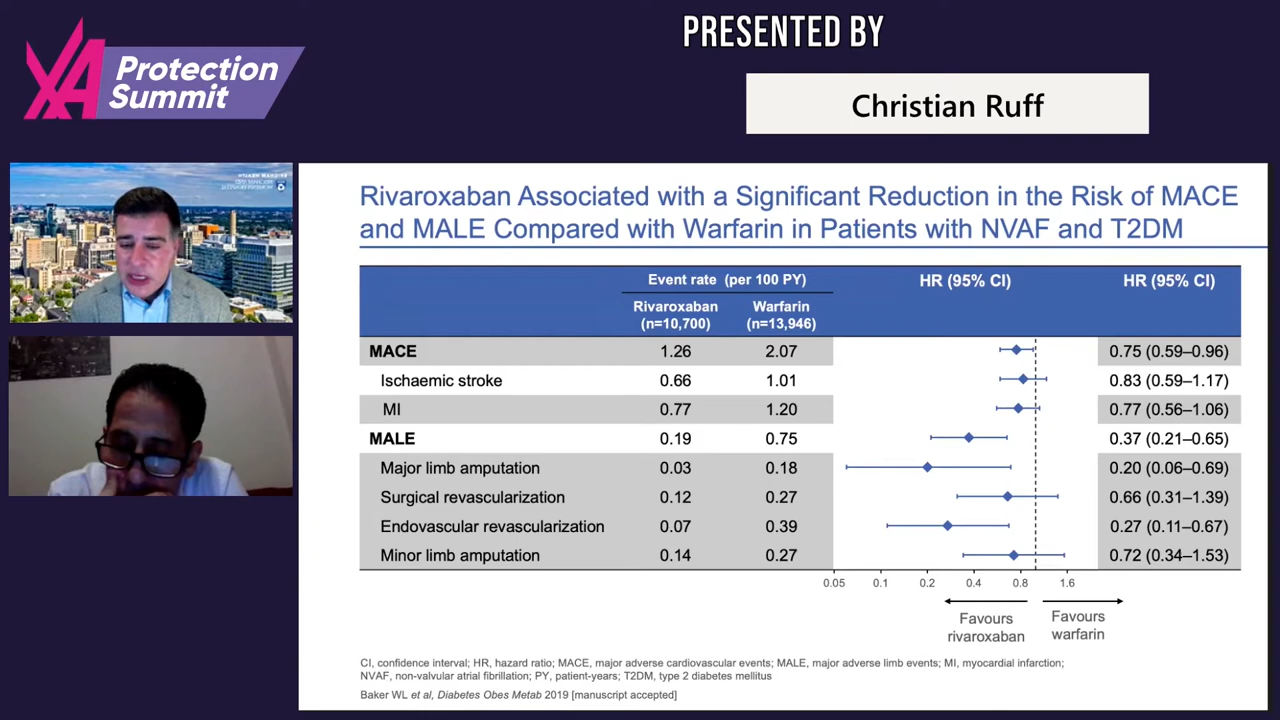 PRESENTED BY
XA Protection
Summit
Christian Ruff
Rivaroxaban Associated with a Significant Reduction in the Risk of MACE
and MALE Compared with Warfarin in Patients with NVAF and T2DM
Event rate (per 100 PY) HR (95% CI) HR (95% CI)
Rivaroxaban Warfarin
(n=10,700) (n=13,946)
MACE 1.26 2.07 0.75 (0.59–0.96)
Ischaemic stroke 0.66 1.01 0.83 (0.59–1.17)
MI 0.77 1.20 0.77 (0.56–1.06)
MALE 0.19 0.75 0.37 (0.21–0.65)
Major limb amputation 0.03 0.18 0.20 (0.06–0.69)
Surgical revascularization 0.12 0.27 0.66 (0.31–1.39)
Endovascular revascularization 0.07 0.39 0.27 (0.11–0.67)
Minor limb amputation 0.14 0.27 0.72 (0.34–1.53)
0.05 0.1 0.2 0.4 0.8 1.6
Favours Favours
rivaroxaban warfarin
CI, confidence interval; HR, hazard ratio; MACE, major adverse cardiovascular events; MALE, major adverse limb events; MI, myocardial infarction;
NVAF, non-valvular atrial fibrillation; PY, patient-years; T2DM, type 2 diabetes mellitus
Baker WL et al, Diabetes Obes Metab 2019 [manuscript accepted]